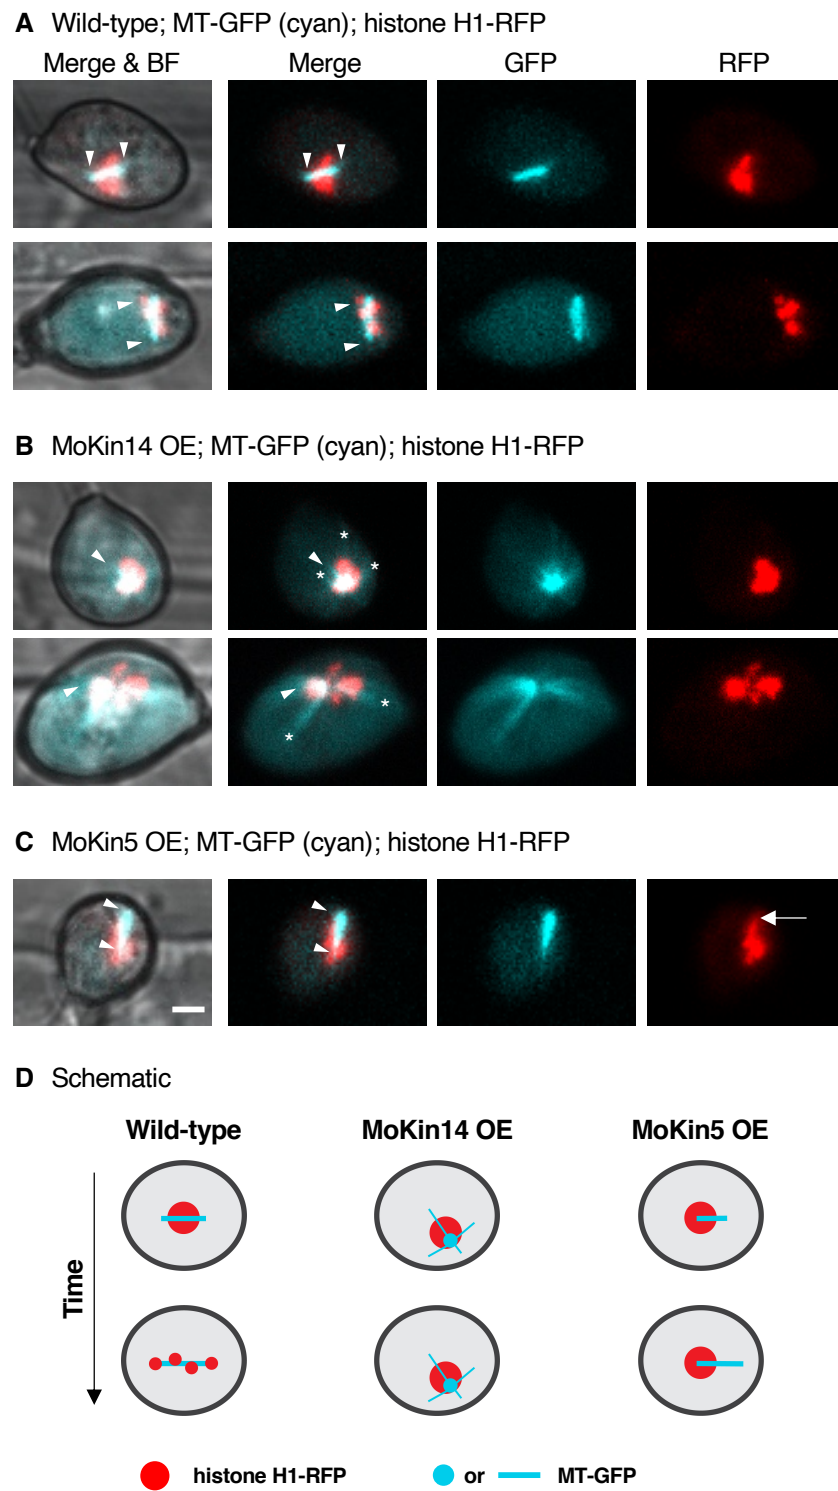 A Wild-type; MT-GFP (cyan); histone H1-RFP
Merge & BF Merge GFP RFP
B MoKin14 OE; MT-GFP (cyan); histone H1-RFP
* * *
* *
C MoKin5 OE; MT-GFP (cyan); histone H1-RFP
D Schematic
Wild-type MoKin14 OE MoKin5 OE
Time
histone H1-RFP or MT-GFP